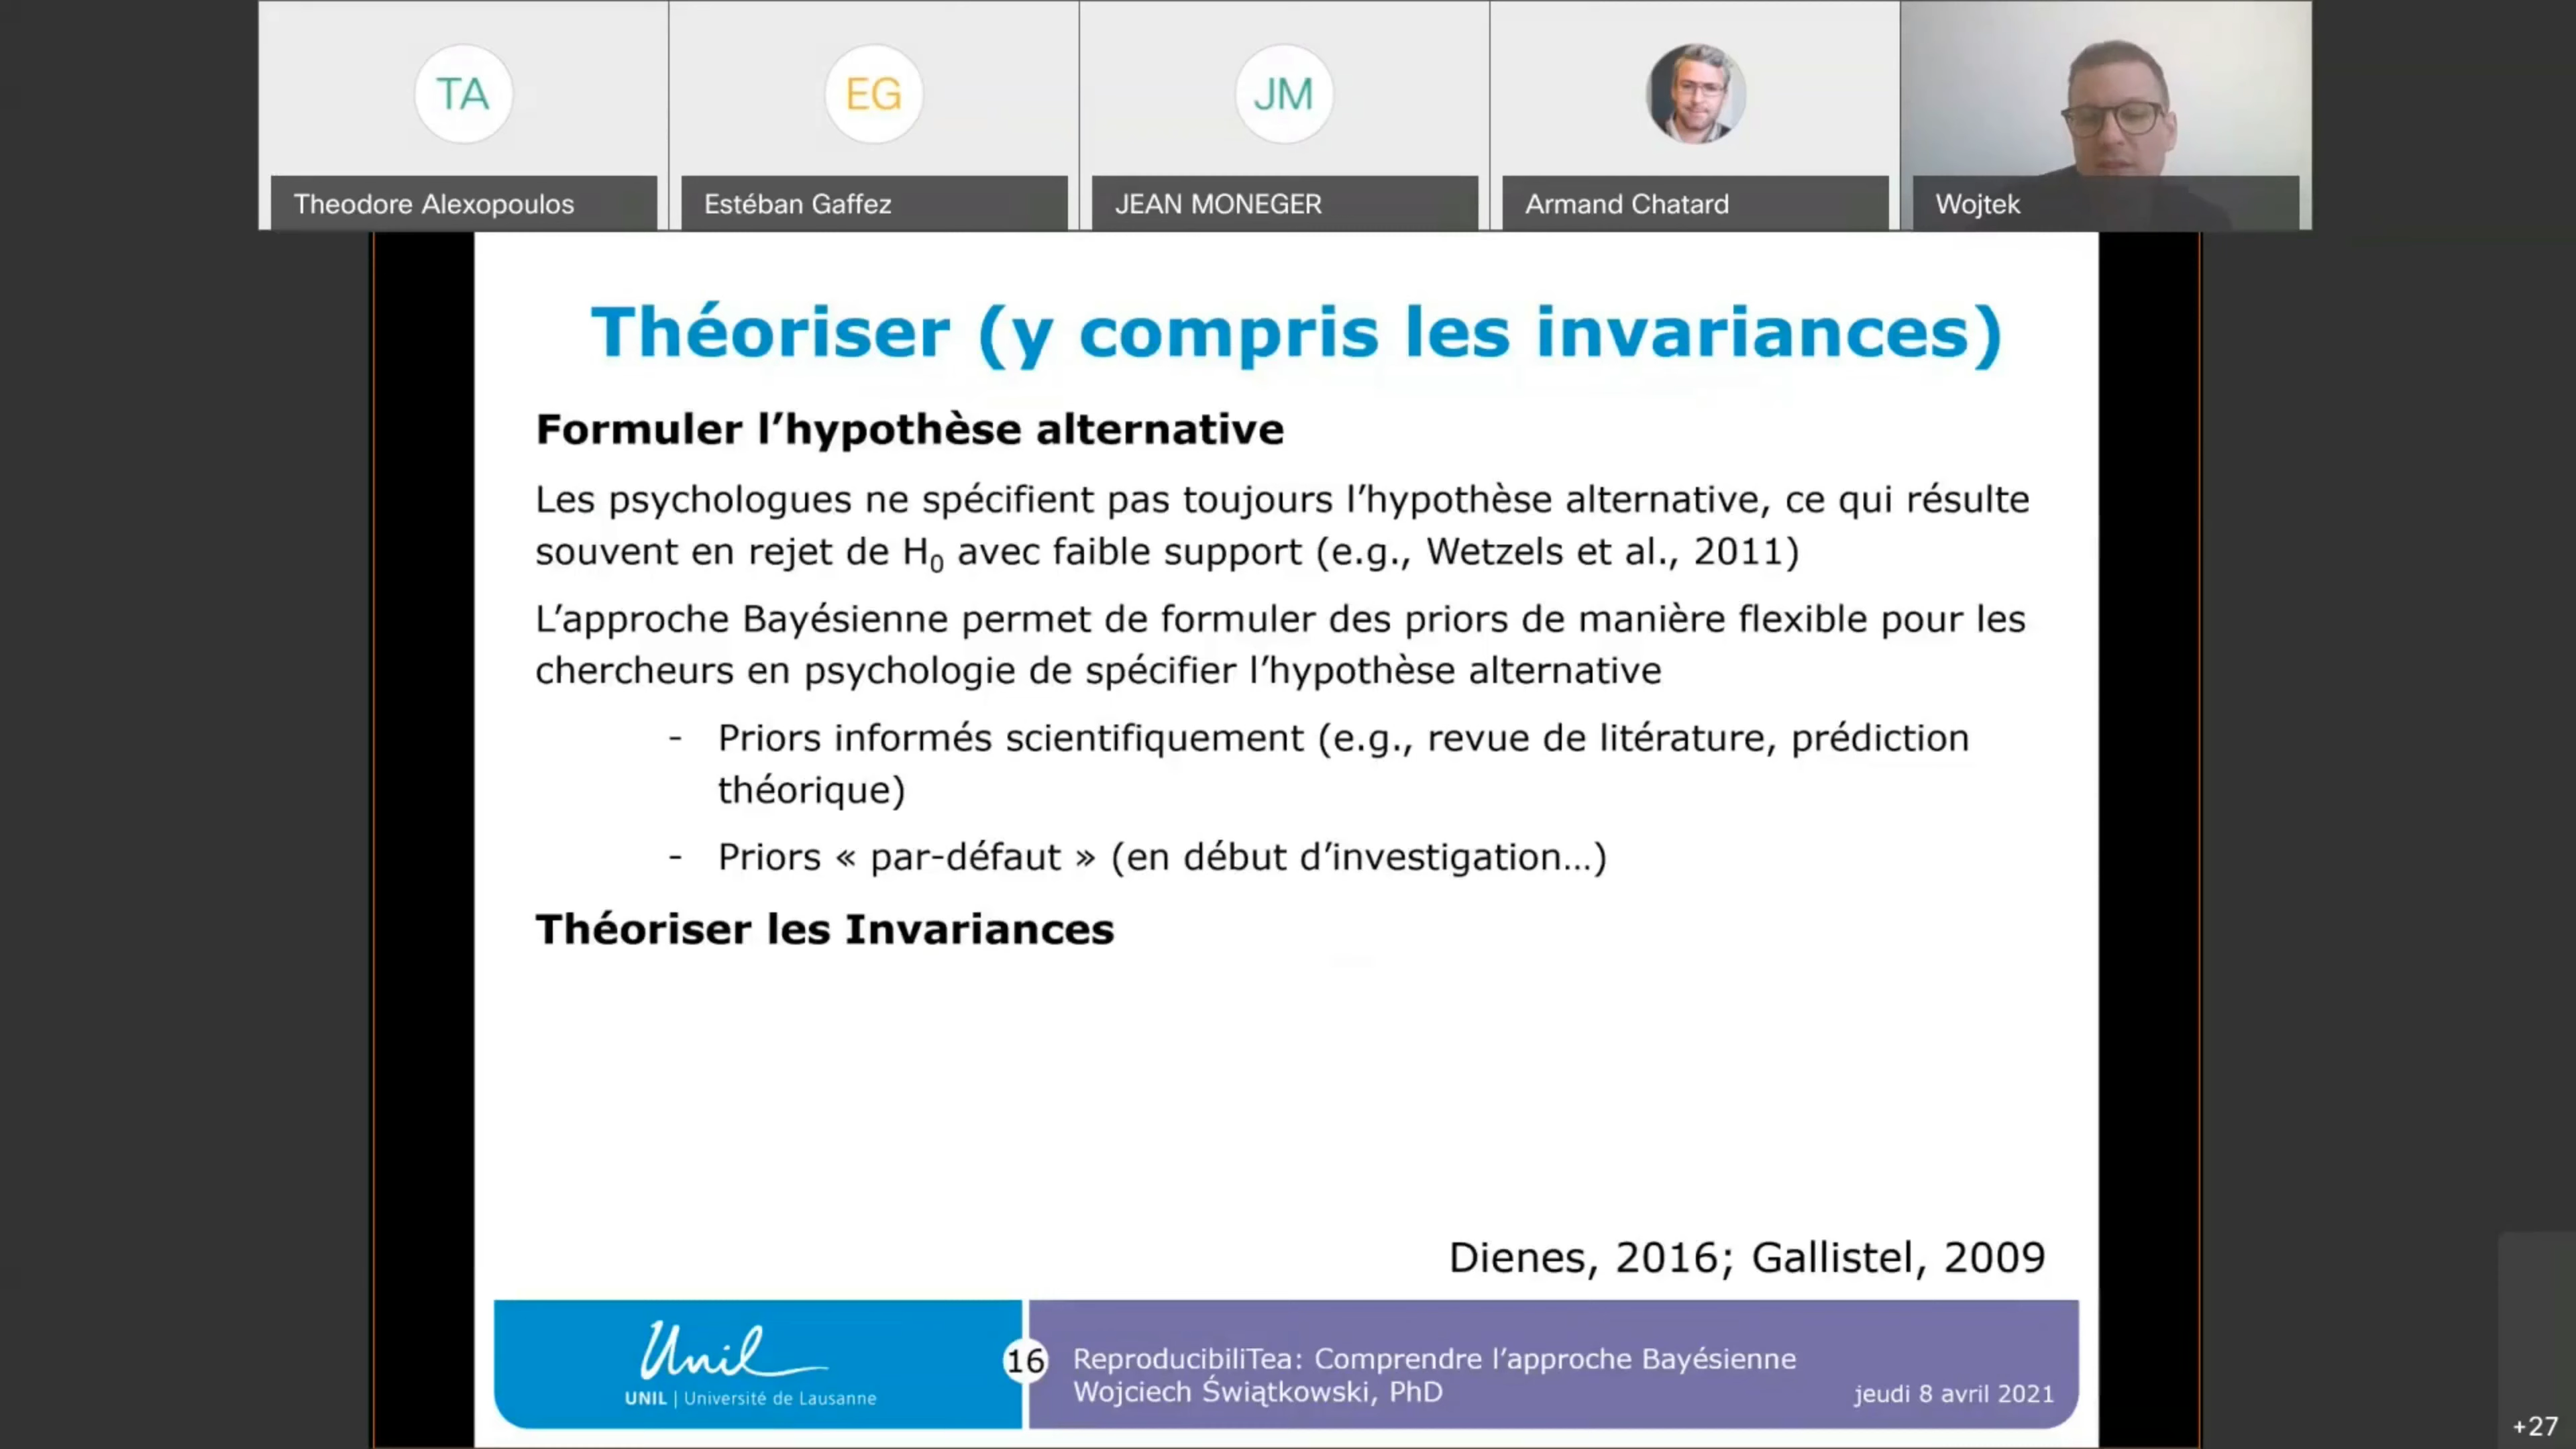 TA
EG
JM
Theodore Alexopoulos
Estéban Gaffez
JEAN MONEGER
Armand Chatard
Wojtek
Théoriser (y compris les invariances)
Formuler l’hypothèse alternative
Les psychologues ne spécifient pas toujours l’hypothèse alternative, ce qui résulte
souvent en rejet de H₀ avec faible support (e.g., Wetzels et al., 2011)
L’approche Bayésienne permet de formuler des priors de manière flexible pour les
chercheurs en psychologie de spécifier l’hypothèse alternative
- Priors informés scientifiquement (e.g., revue de litérature, prédiction
théorique)
- Priors « par-défaut » (en début d’investigation…)
Théoriser les Invariances
Dienes, 2016; Gallistel, 2009
Unil
UNIL | Université de Lausanne
16
ReproducibiliTea: Comprendre l’approche Bayésienne
Wojciech Świątkowski, PhD
jeudi 8 avril 2021
+27